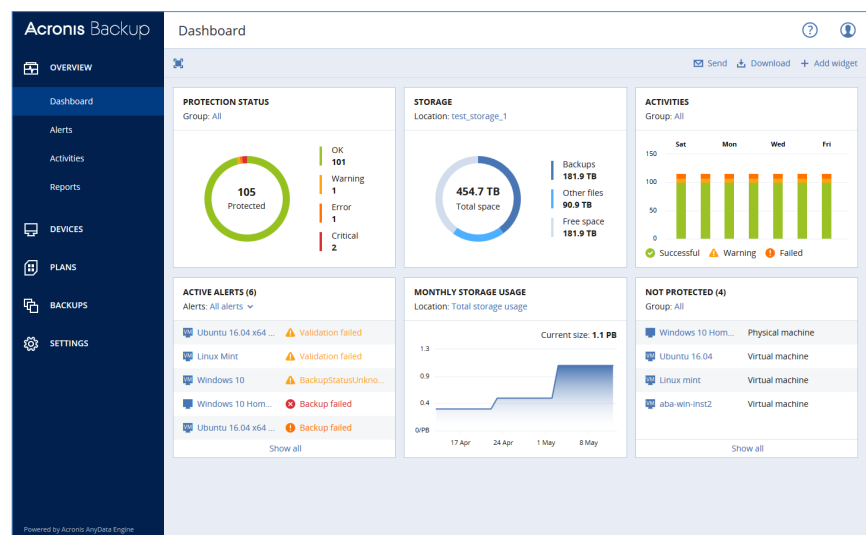 Acronis Backup
OVERVIEW
Dashboard
Alerts
Activities
Reports
DEVICES
PLANS
BACKUPS
SETTINGS
Powered by Acronis AnyData Engine
Dashboard
?
Send Download + Add widget
PROTECTION STATUS
Group: All
105
Protected
OK
101
Warning
1
Error
1
Critical
2
STORAGE
Location: test_storage_1
454.7 TB
Total space
Backups
181.9 TB
Other files
90.9 TB
Free space
181.9 TB
ACTIVITIES
Group: All
Sat Mon Wed Fri
150
100
50
0
Successful Warning Failed
ACTIVE ALERTS (6)
Alerts: All alerts
VM Ubuntu 16.04 x64 ... Validation failed
VM Linux Mint Validation failed
VM Windows 10 BackupStatusUnkno...
Windows 10 Hom... Backup failed
VM Ubuntu 16.04 x64 ... Backup failed
Show all
MONTHLY STORAGE USAGE
Location: Total storage usage
Current size: 1.1 PB
1.3
0.9
0.4
0/PB
17 Apr 24 Apr 1 May 8 May
NOT PROTECTED (4)
Group: All
Windows 10 Hom... Physical machine
VM Ubuntu 16.04 Virtual machine
VM Linux mint Virtual machine
VM aba-win-inst2 Virtual machine
Show all